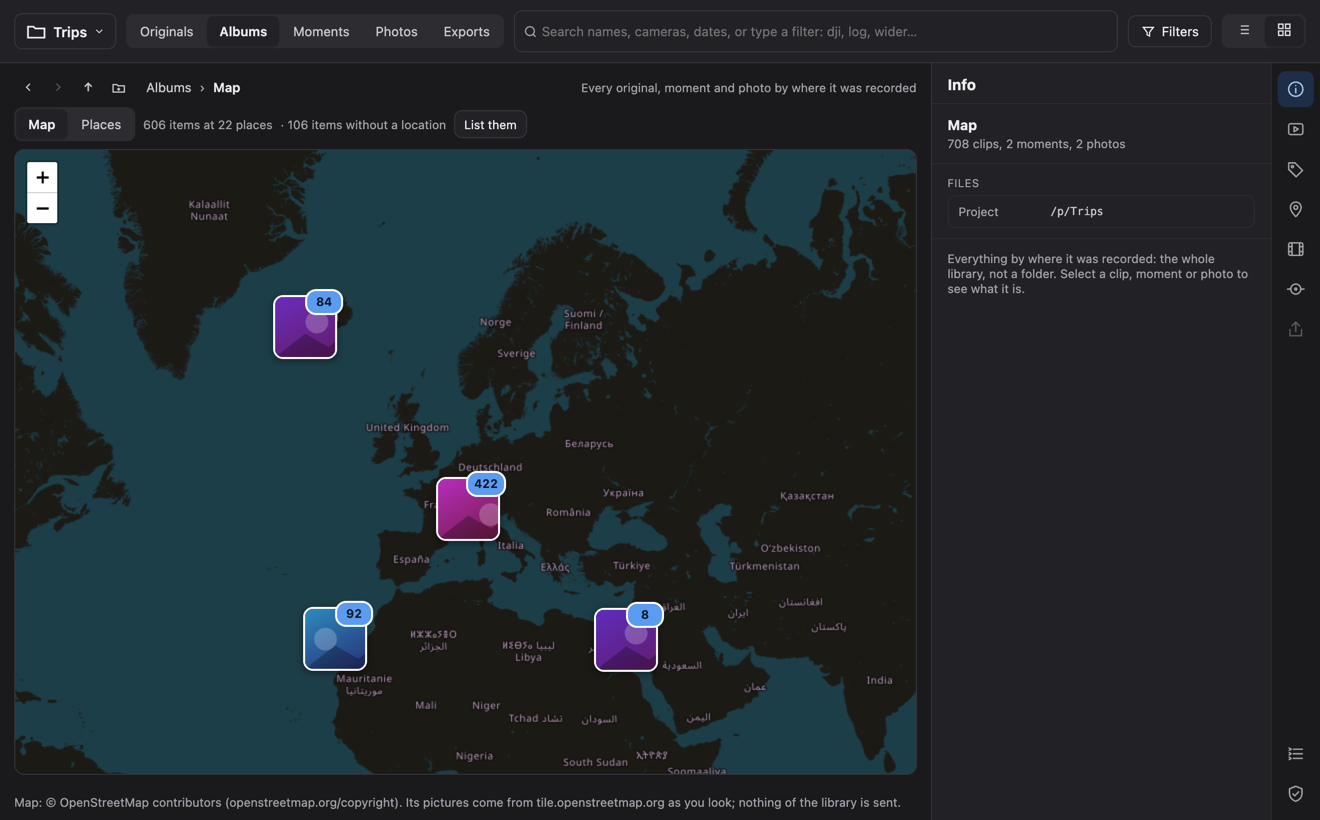 Trips
Originals
Albums
Moments
Photos
Exports
Search names, cameras, dates, or type a filter: dji, log, wider...
Filters
Albums › Map
Every original, moment and photo by where it was recorded
Map
Places
606 items at 22 places · 106 items without a location
List them
+
−
Kalaallit
Nunaat
84
Norge
Suomi /
Finland
Sverige
United Kingdom
Беларусь
Deutschland
422
Україна
Қазақстан
România
Italia
O'zbekiston
España
Ελλάς
Türkiye
Türkmenistan
افغانستان
ایران
92
8
پاکستان
الجزائر
ليبيا
Libya
السعودية
Mauritanie
موريتانيا
عمان
India
Mali
Niger
Tchad تشاد
السودان
اليمن
Nigeria
South Sudan
Soomaaliya
Map: © OpenStreetMap contributors (openstreetmap.org/copyright). Its pictures come from tile.openstreetmap.org as you look; nothing of the library is sent.
Info
Map
708 clips, 2 moments, 2 photos
FILES
Project /p/Trips
Everything by where it was recorded: the whole
library, not a folder. Select a clip, moment or photo to
see what it is.